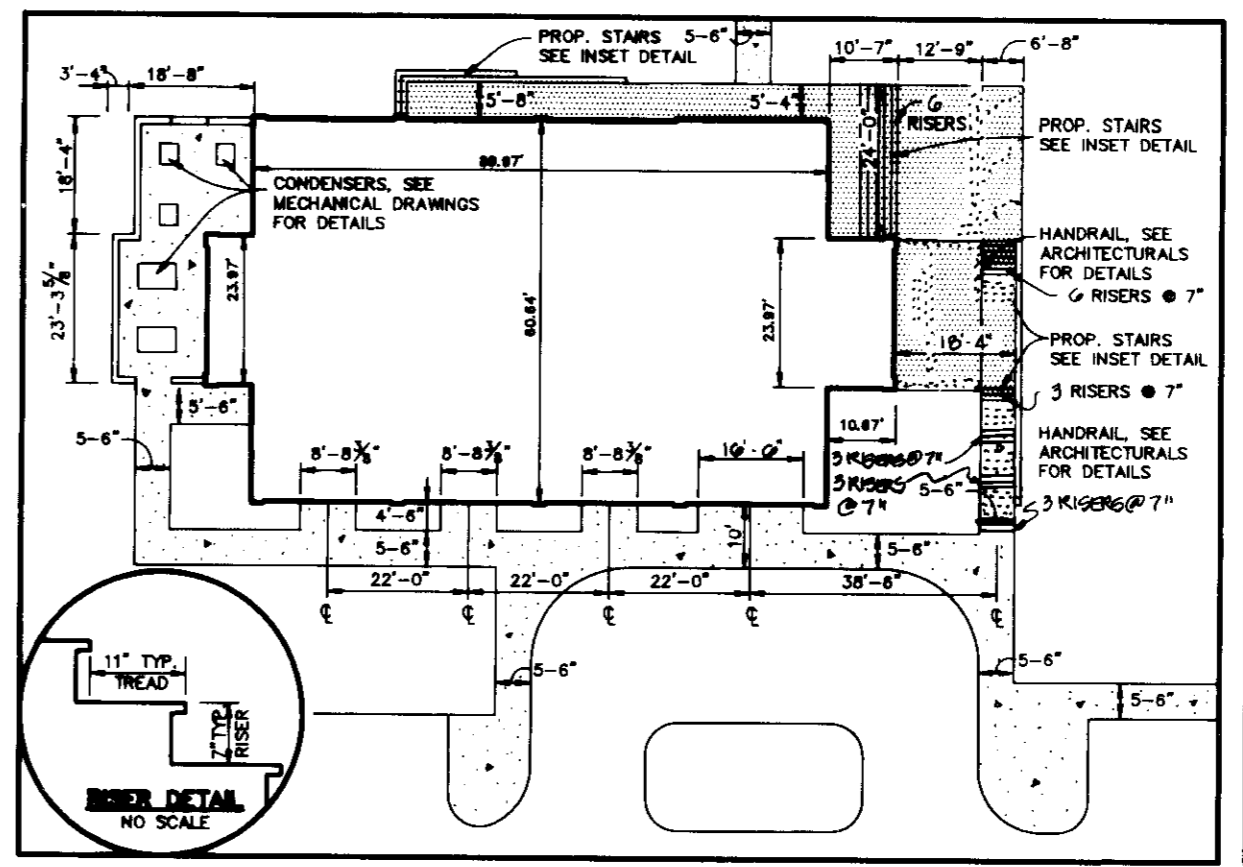 PROP. STAIRS
SEE INSET DETAIL
5-6"
10'-7"
12'-9"
6'-8"
3'-4"
18'-8"
5'-8"
5'-4"
6
RISERS
24'-0"
PROP. STAIRS
SEE INSET DETAIL
18'-4"
89.97'
CONDENSERS, SEE
MECHANICAL DRAWINGS
FOR DETAILS
HANDRAIL, SEE
ARCHITECTURALS
FOR DETAILS
6 RISERS @ 7"
23'-3 5/8"
23.97'
60.64'
23.97'
18'-4"
PROP. STAIRS
SEE INSET DETAIL
3 RISERS @ 7"
5'-6"
10.67'
5-6"
8'-8 3/8"
8'-8 3/8"
8'-8 3/8"
16'-6"
HANDRAIL, SEE
ARCHITECTURALS
FOR DETAILS
3 RISERS @ 7"
3 RISERS
@ 7"
5-6"
3 RISERS @ 7"
4'-6"
5-6"
10'
5-6"
22'-0"
22'-0"
22'-0"
38'-6"
℄
℄
℄
℄
℄
11" TYP.
TREAD
7" TYP.
RISER
RISER DETAIL
NO SCALE
5-6"
5-6"
5-6"